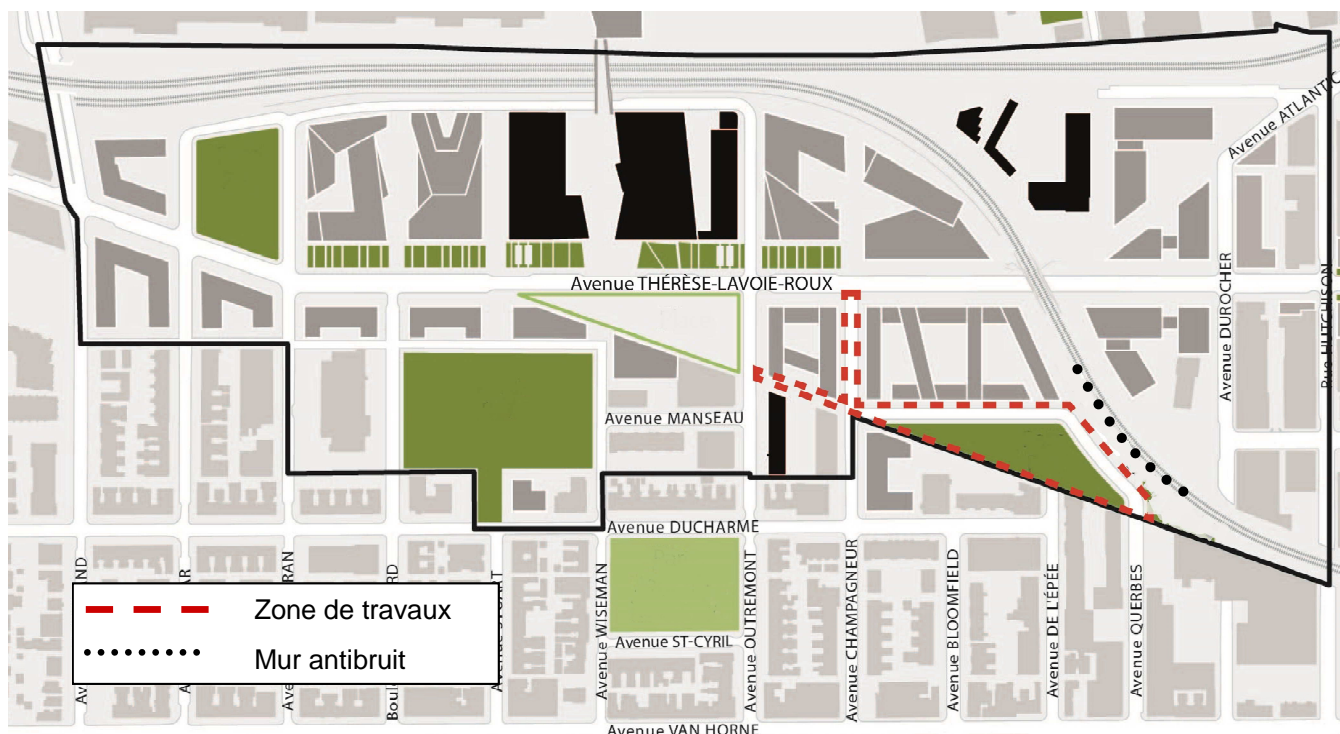 Avenue ATLANTIC
Avenue THÉRÈSE-LAVOIE-ROUX
Avenue DUROCHER
Rue HUTCHISON
Avenue MANSEAU
Avenue DUCHARME
Avenue WISEMAN
Avenue OUTREMONT
Avenue CHAMPAGNEUR
Avenue BLOOMFIELD
Avenue DE L'ÉPÉE
Avenue QUERBES
Avenue ST-CYRIL
Avenue VAN HORNE
Zone de travaux
Mur antibruit